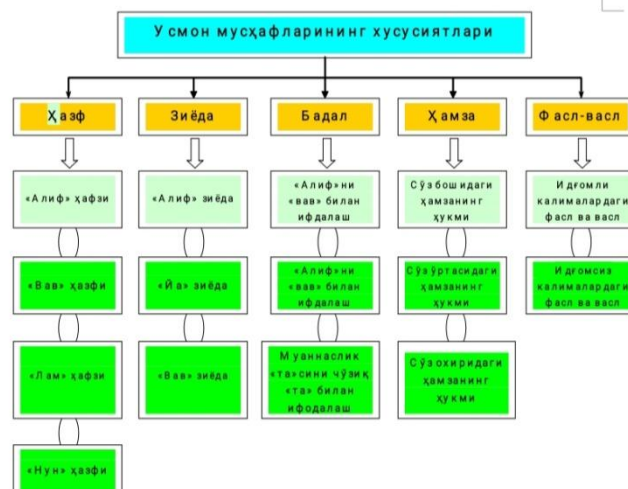 Усмон мусҳафларининг хусусиятлари
Ҳазф
Зиёда
Бадал
Ҳамза
Фасл-васл
«Алиф» ҳафзи
«Алиф» зиёда
«Алиф»ни
«вав» билан
ифдалаш
Сўз бошидаги
ҳамзанинг
ҳукми
Идғомли
калималардаги
фасл ва васл
«Вав» ҳазфи
«Йа» зиёда
«Алиф»ни
«вав» билан
ифдалаш
Сўз ўртасидаги
ҳамзанинг
ҳукми
Идғомсиз
калималардаги
фасл ва васл
«Лам» ҳафзи
«Вав» зиёда
Муаннаслик
«та»сини чўзиқ
«та» билан
ифодалаш
Сўз охиридаги
ҳамзанинг
ҳукми
«Нун» ҳазфи